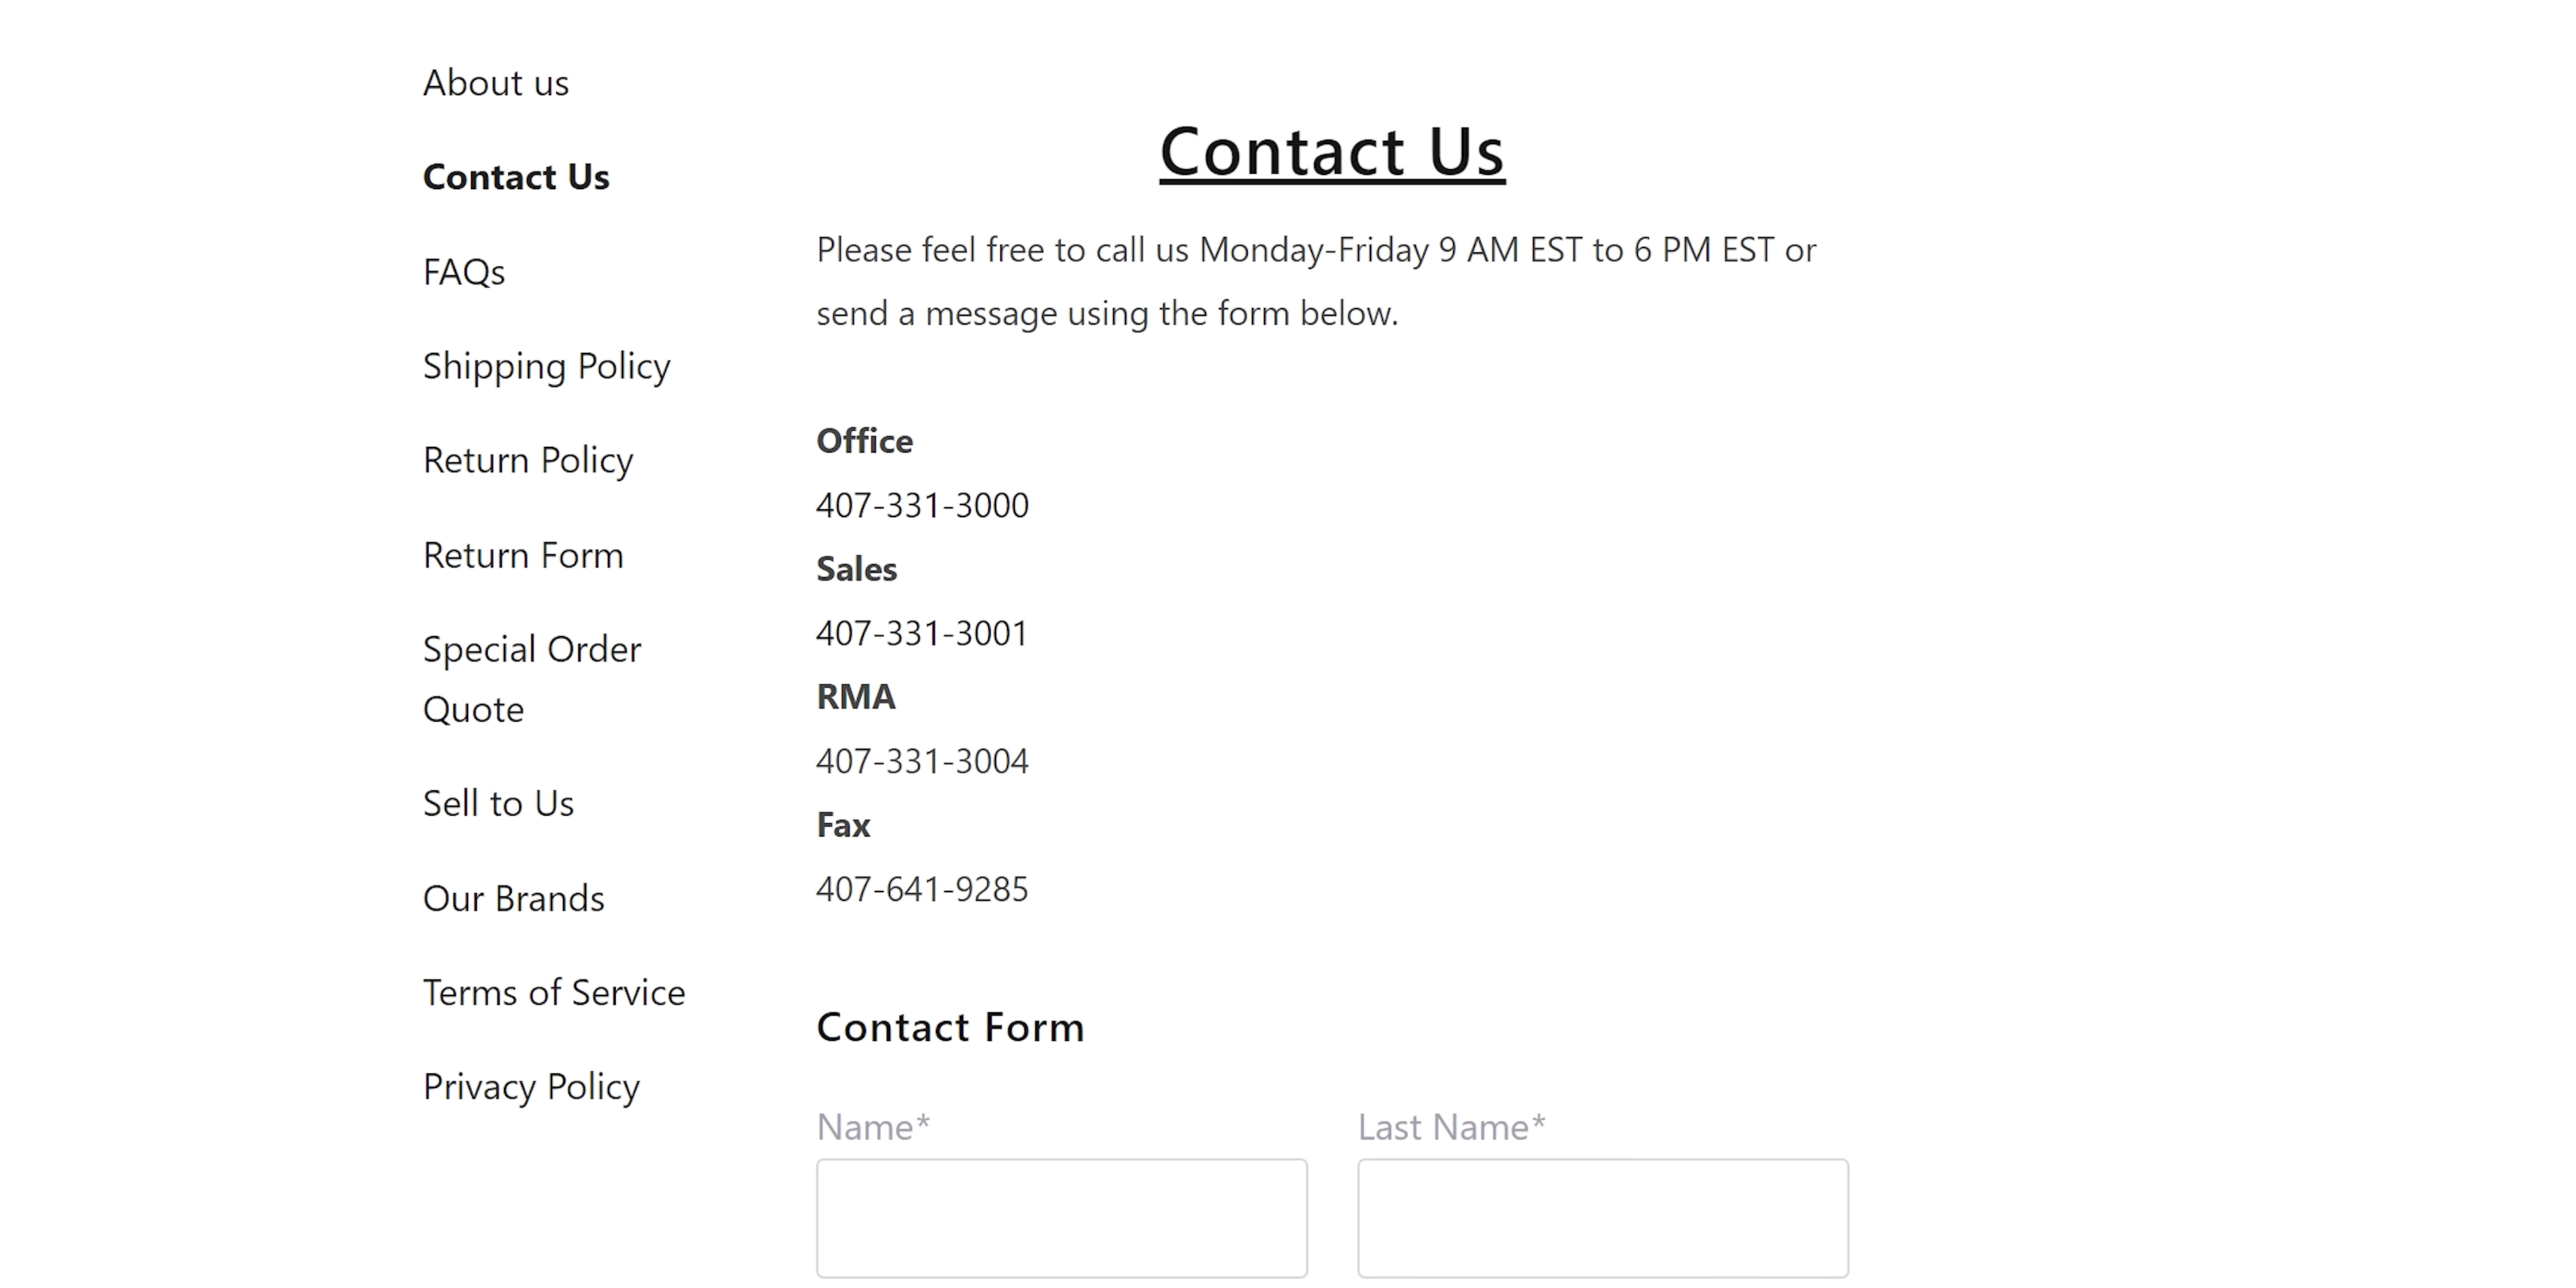 About us
Contact Us
FAQs
Shipping Policy
Return Policy
Return Form
Special Order
Quote
Sell to Us
Our Brands
Terms of Service
Privacy Policy
Contact Us
Please feel free to call us Monday-Friday 9 AM EST to 6 PM EST or
send a message using the form below.
Office
407-331-3000
Sales
407-331-3001
RMA
407-331-3004
Fax
407-641-9285
Contact Form
Name*
Last Name*